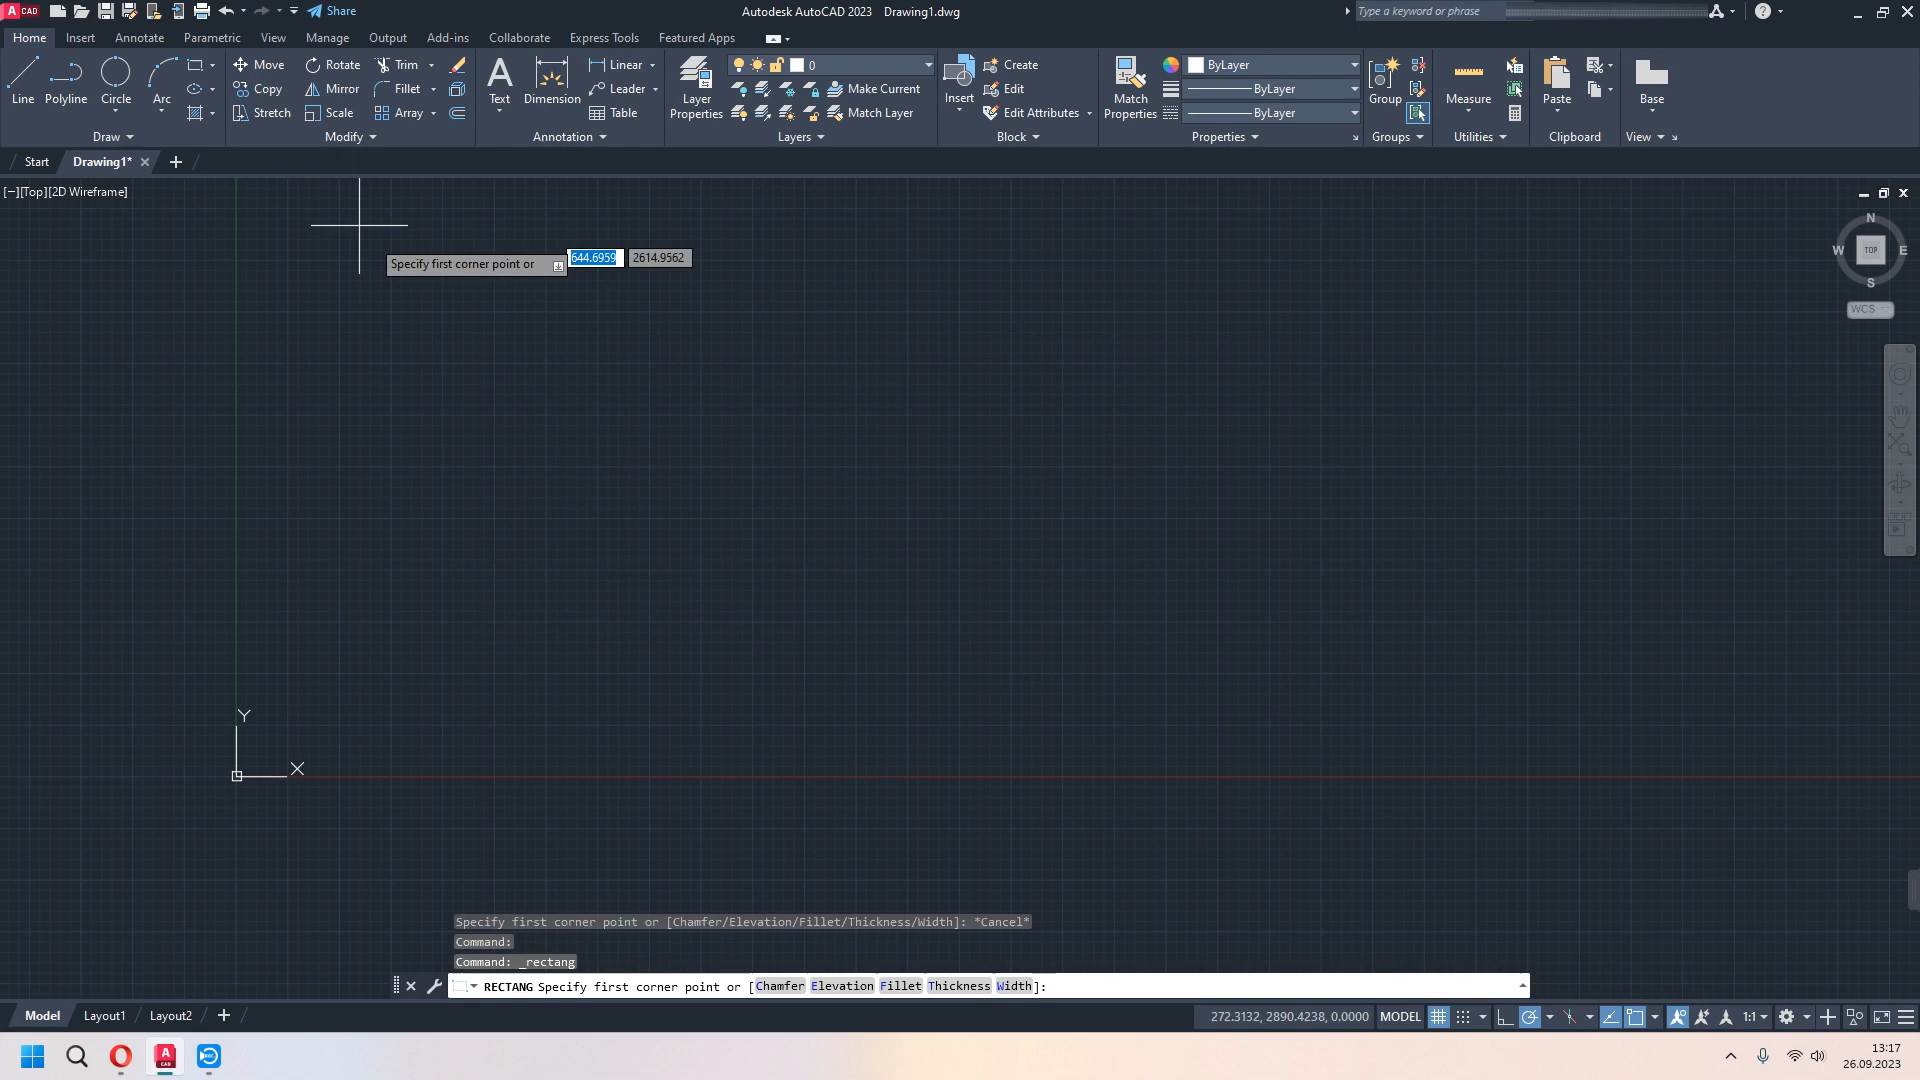 CAD
Share
Autodesk AutoCAD 2023 Drawing1.dwg
Type a keyword or phrase
Home Insert Annotate Parametric View Manage Output Add-ins Collaborate Express Tools Featured Apps
Line Polyline Circle Arc
Draw
Move Rotate Trim
Copy Mirror Fillet
Stretch Scale Array
Modify
Text Dimension
Linear
Leader
Table
Annotation
Layer Properties
0
Make Current
Match Layer
Layers
Insert
Create
Edit
Edit Attributes
Block
Match Properties
ByLayer
ByLayer
ByLayer
Properties
Group
Groups
Measure
Utilities
Paste
Clipboard
Base
View
Start Drawing1*
[−][Top][2D Wireframe]
N
W TOP E
S
WCS
Specify first corner point or 644.6959 2614.9562
Y
X
Specify first corner point or [Chamfer/Elevation/Fillet/Thickness/Width]: *Cancel*
Command:
Command: _rectang
RECTANG Specify first corner point or [Chamfer Elevation Fillet Thickness Width]:
Model Layout1 Layout2
272.3132, 2890.4238, 0.0000 MODEL 1:1
13:17
26.09.2023